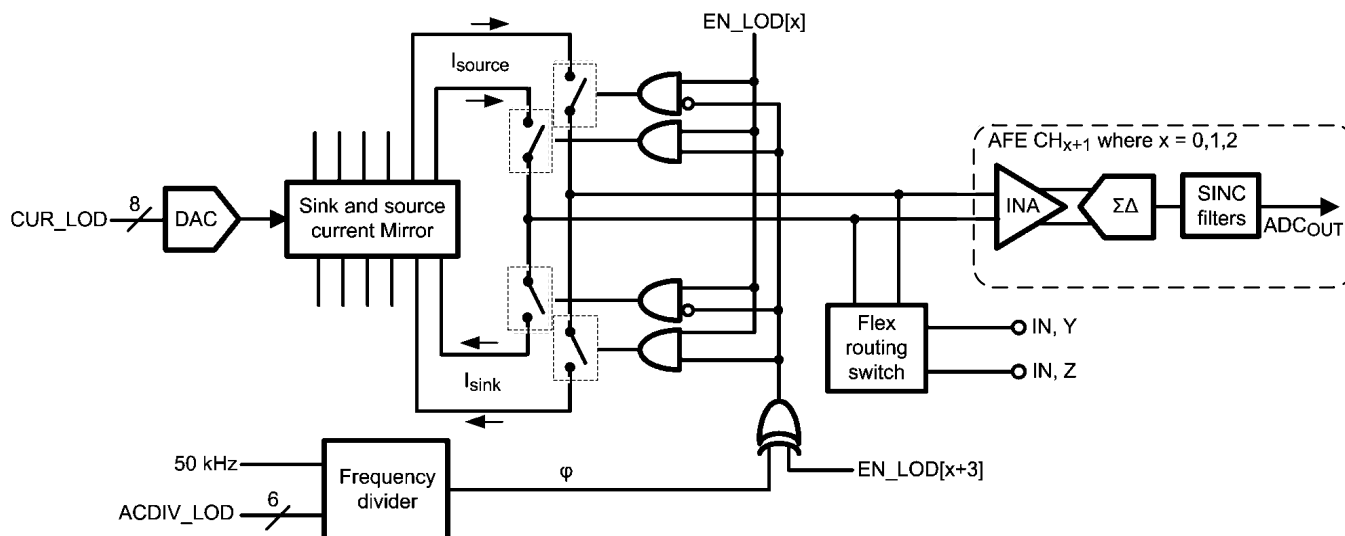 EN_LOD[x]
Isource
AFE CHx+1 where x = 0,1,2
8
CUR_LOD
DAC
Sink and source
current Mirror
INA
ΣΔ
SINC
filters
ADCOUT
Flex
routing
switch
IN, Y
IN, Z
Isink
50 kHz
Frequency
divider
φ
EN_LOD[x+3]
6
ACDIV_LOD